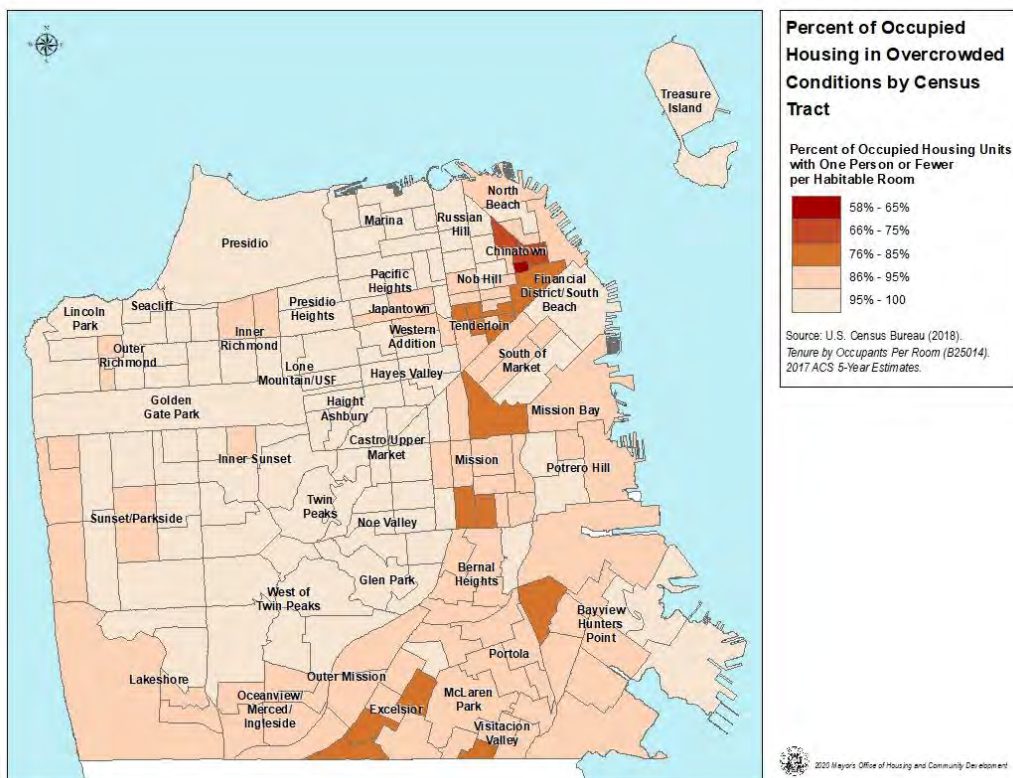 Percent of Occupied
Housing in Overcrowded
Conditions by Census
Tract
Percent of Occupied Housing Units
with One Person or Fewer
per Habitable Room
58% - 65%
66% - 75%
76% - 85%
86% - 95%
95% - 100
Source: U.S. Census Bureau (2018).
Tenure by Occupants Per Room (B25014).
2017 ACS 5-Year Estimates.
2020 Mayor's Office of Housing and Community Development
Treasure
Island
North
Beach
Marina
Russian
Hill
Presidio
Chinatown
Pacific
Heights
Nob Hill
Financial
District/South
Beach
Seacliff
Lincoln
Park
Presidio
Heights
Japantown
Inner
Richmond
Western
Addition
Tenderloin
Outer
Richmond
Lone
Mountain/USF
South of
Market
Hayes Valley
Golden
Gate Park
Haight
Ashbury
Mission Bay
Castro/Upper
Market
Inner Sunset
Mission
Potrero Hill
Twin
Peaks
Sunset/Parkside
Noe Valley
Glen Park
Bernal
Heights
West of
Twin Peaks
Bayview
Hunters
Point
Portola
Lakeshore
Outer Mission
Oceanview/
Merced/
Ingleside
Excelsior
McLaren
Park
Visitacion
Valley